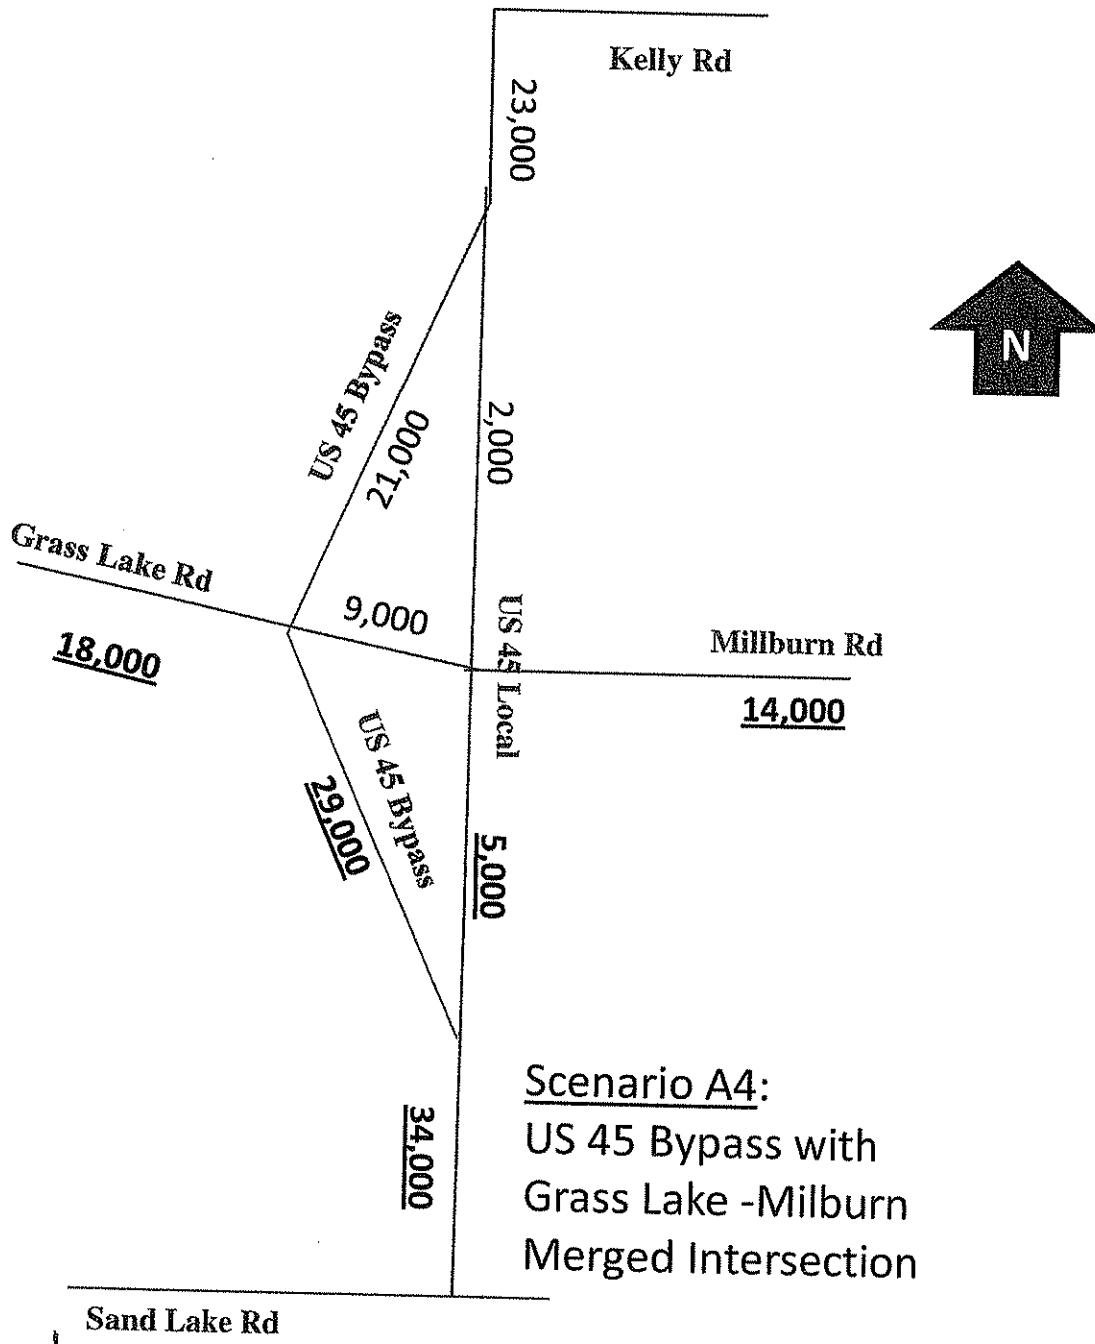 Kelly Rd
23,000
N
US 45 Bypass
21,000
2,000
Grass Lake Rd
9,000
18,000
US 45 Local
Millburn Rd
14,000
US 45 Bypass
29,000
5,000
34,000
Scenario A4:
US 45 Bypass with
Grass Lake -Milburn
Merged Intersection
Sand Lake Rd